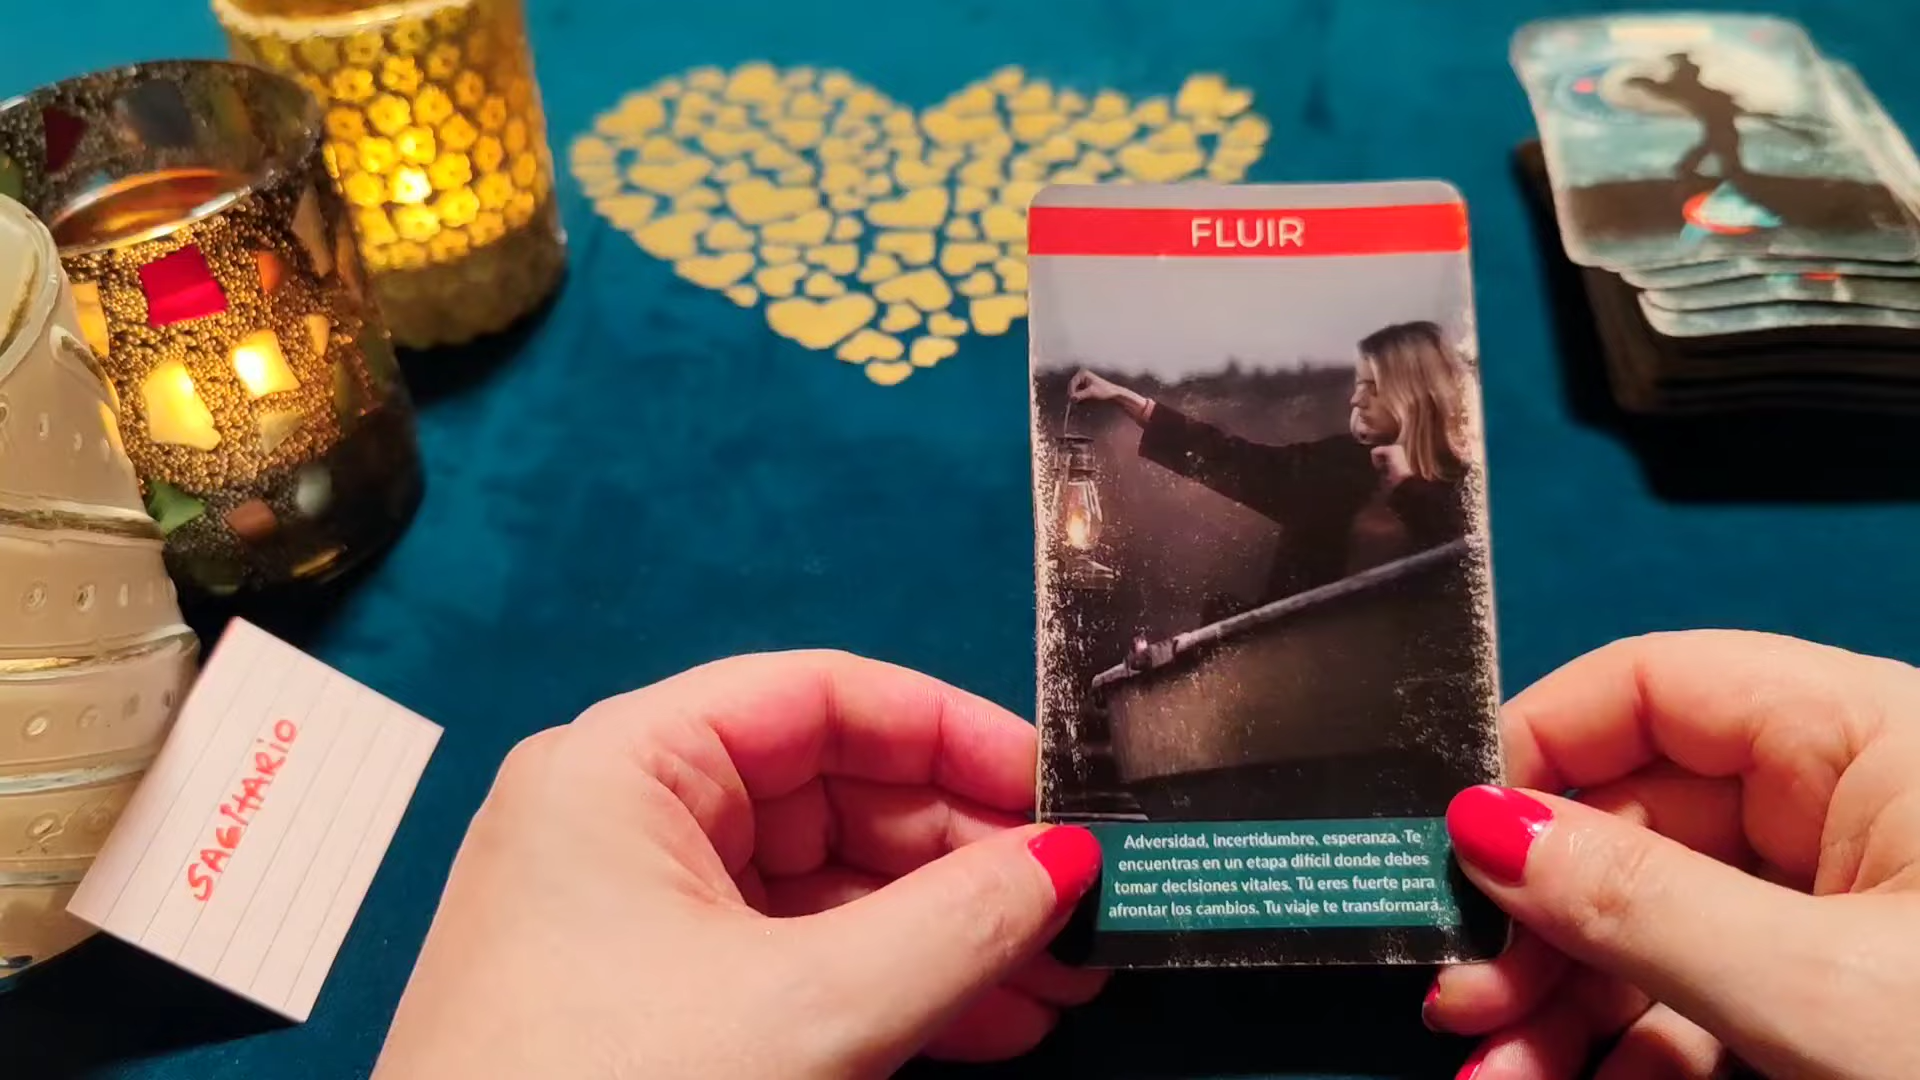 FLUIR
Adversidad, incertidumbre, esperanza. Te
encuentras en un etapa difícil donde debes
tomar decisiones vitales. Tú eres fuerte para
afrontar los cambios. Tu viaje te transformará.
SAGITARIO